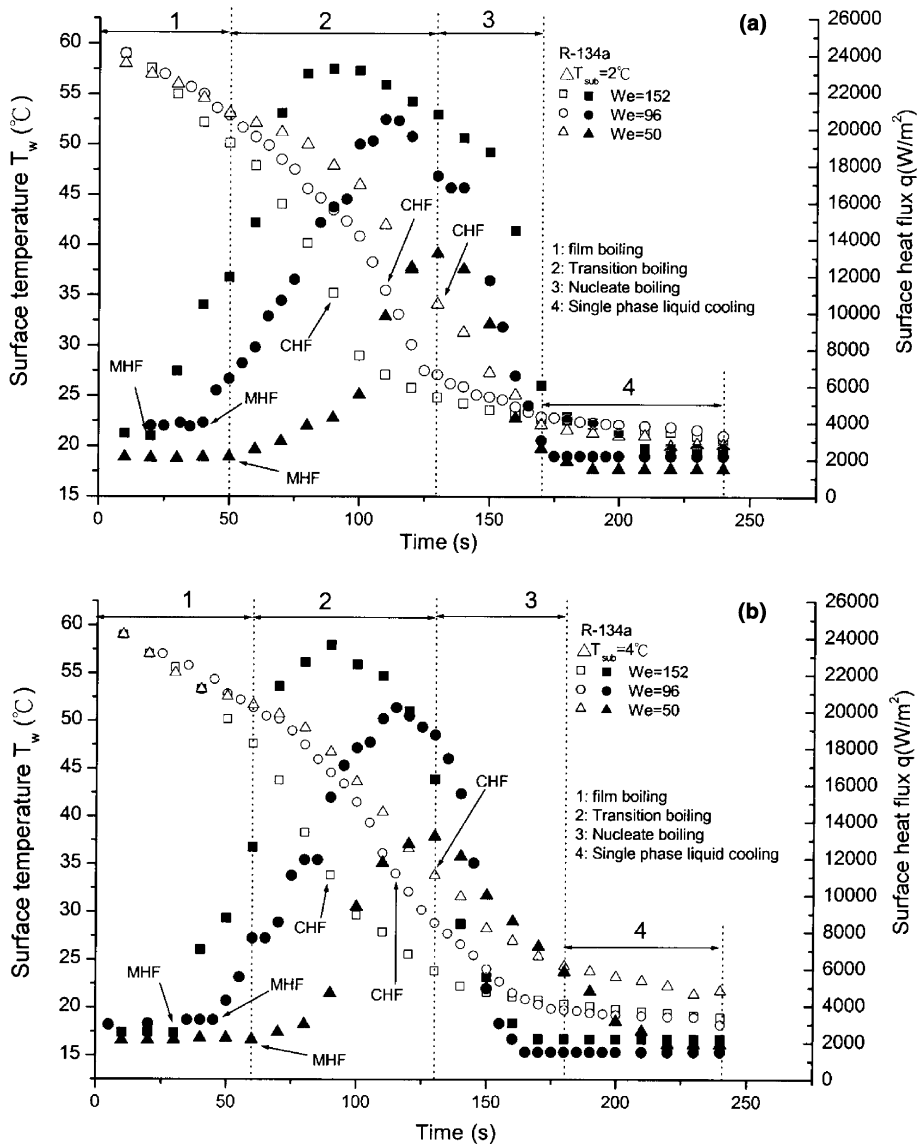 1 2 3
(a)
60
55
50
45
40
35
30
25
20
15
Surface temperature T_w (℃)
26000
24000
22000
20000
18000
16000
14000
12000
10000
8000
6000
4000
2000
0
Surface heat flux q(W/m²)
R-134a
△T_sub=2℃
We=152
We=96
We=50
CHF
CHF
1: film boiling
2: Transition boiling
3: Nucleate boiling
4: Single phase liquid cooling
CHF
MHF
MHF
MHF
4
0 50 100 150 200 250
Time (s)
1 2 3
(b)
60
55
50
45
40
35
30
25
20
15
Surface temperature T_w (℃)
26000
24000
22000
20000
18000
16000
14000
12000
10000
8000
6000
4000
2000
0
Surface heat flux q(W/m²)
R-134a
△T_sub=4℃
We=152
We=96
We=50
CHF
1: film boiling
2: Transition boiling
3: Nucleate boiling
4: Single phase liquid cooling
CHF
4
MHF
MHF
CHF
MHF
0 50 100 150 200 250
Time (s)